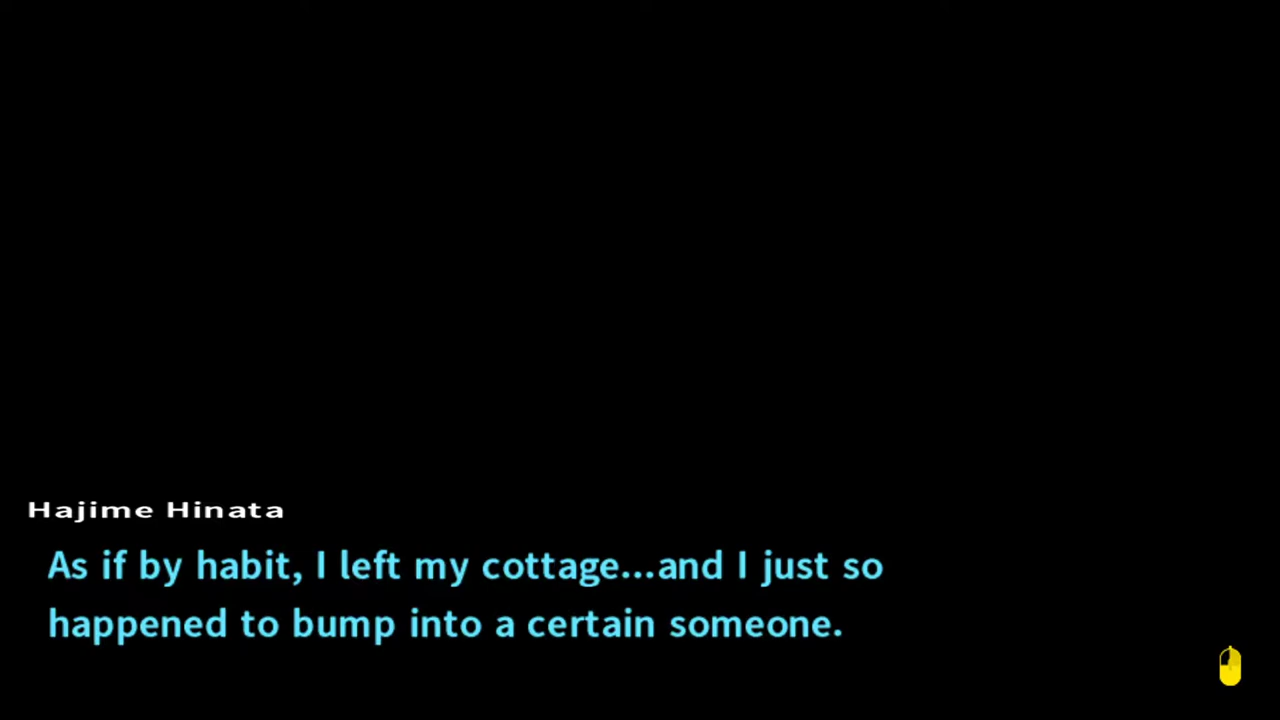 Hajime Hinata
As if by habit, I left my cottage...and I just so
happened to bump into a certain someone.